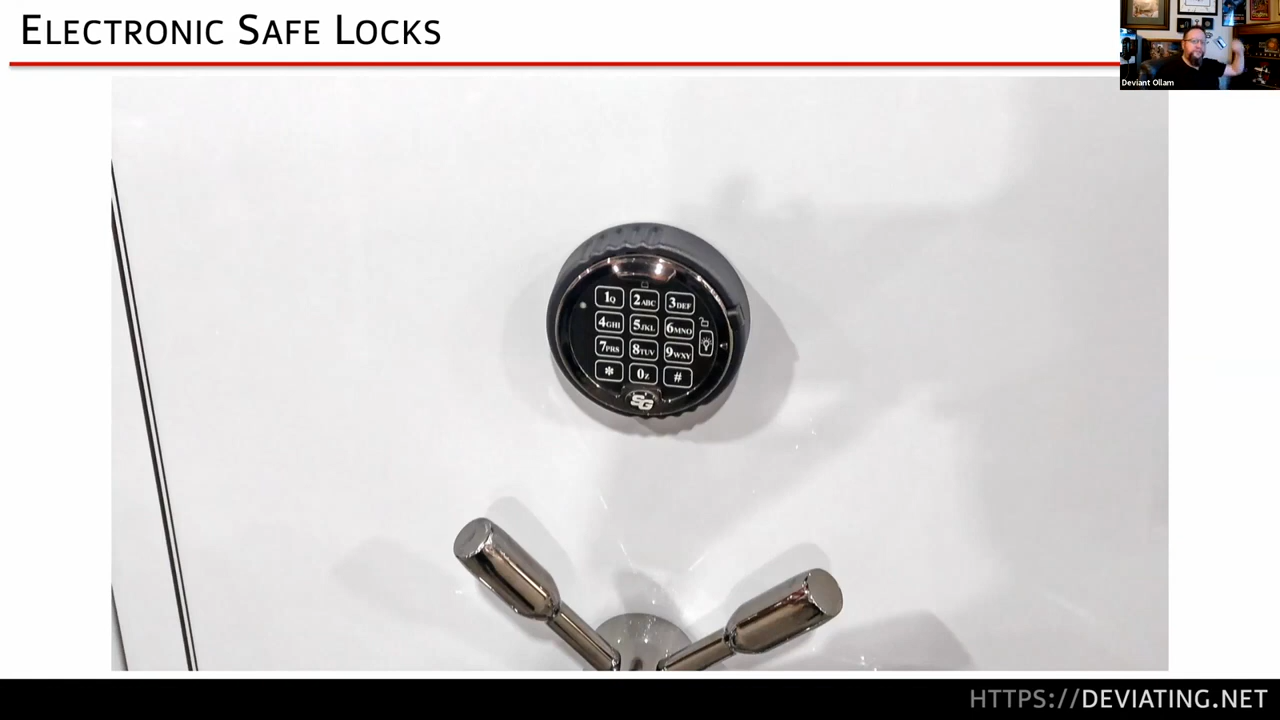 ELECTRONIC SAFE LOCKS
Deviant Ollam
1Q 2ABC 3DEF
4GHI 5JKL 6MNO
7PRS 8TUV 9WXY
* 0Z #
SG
HTTPS://DEVIATING.NET